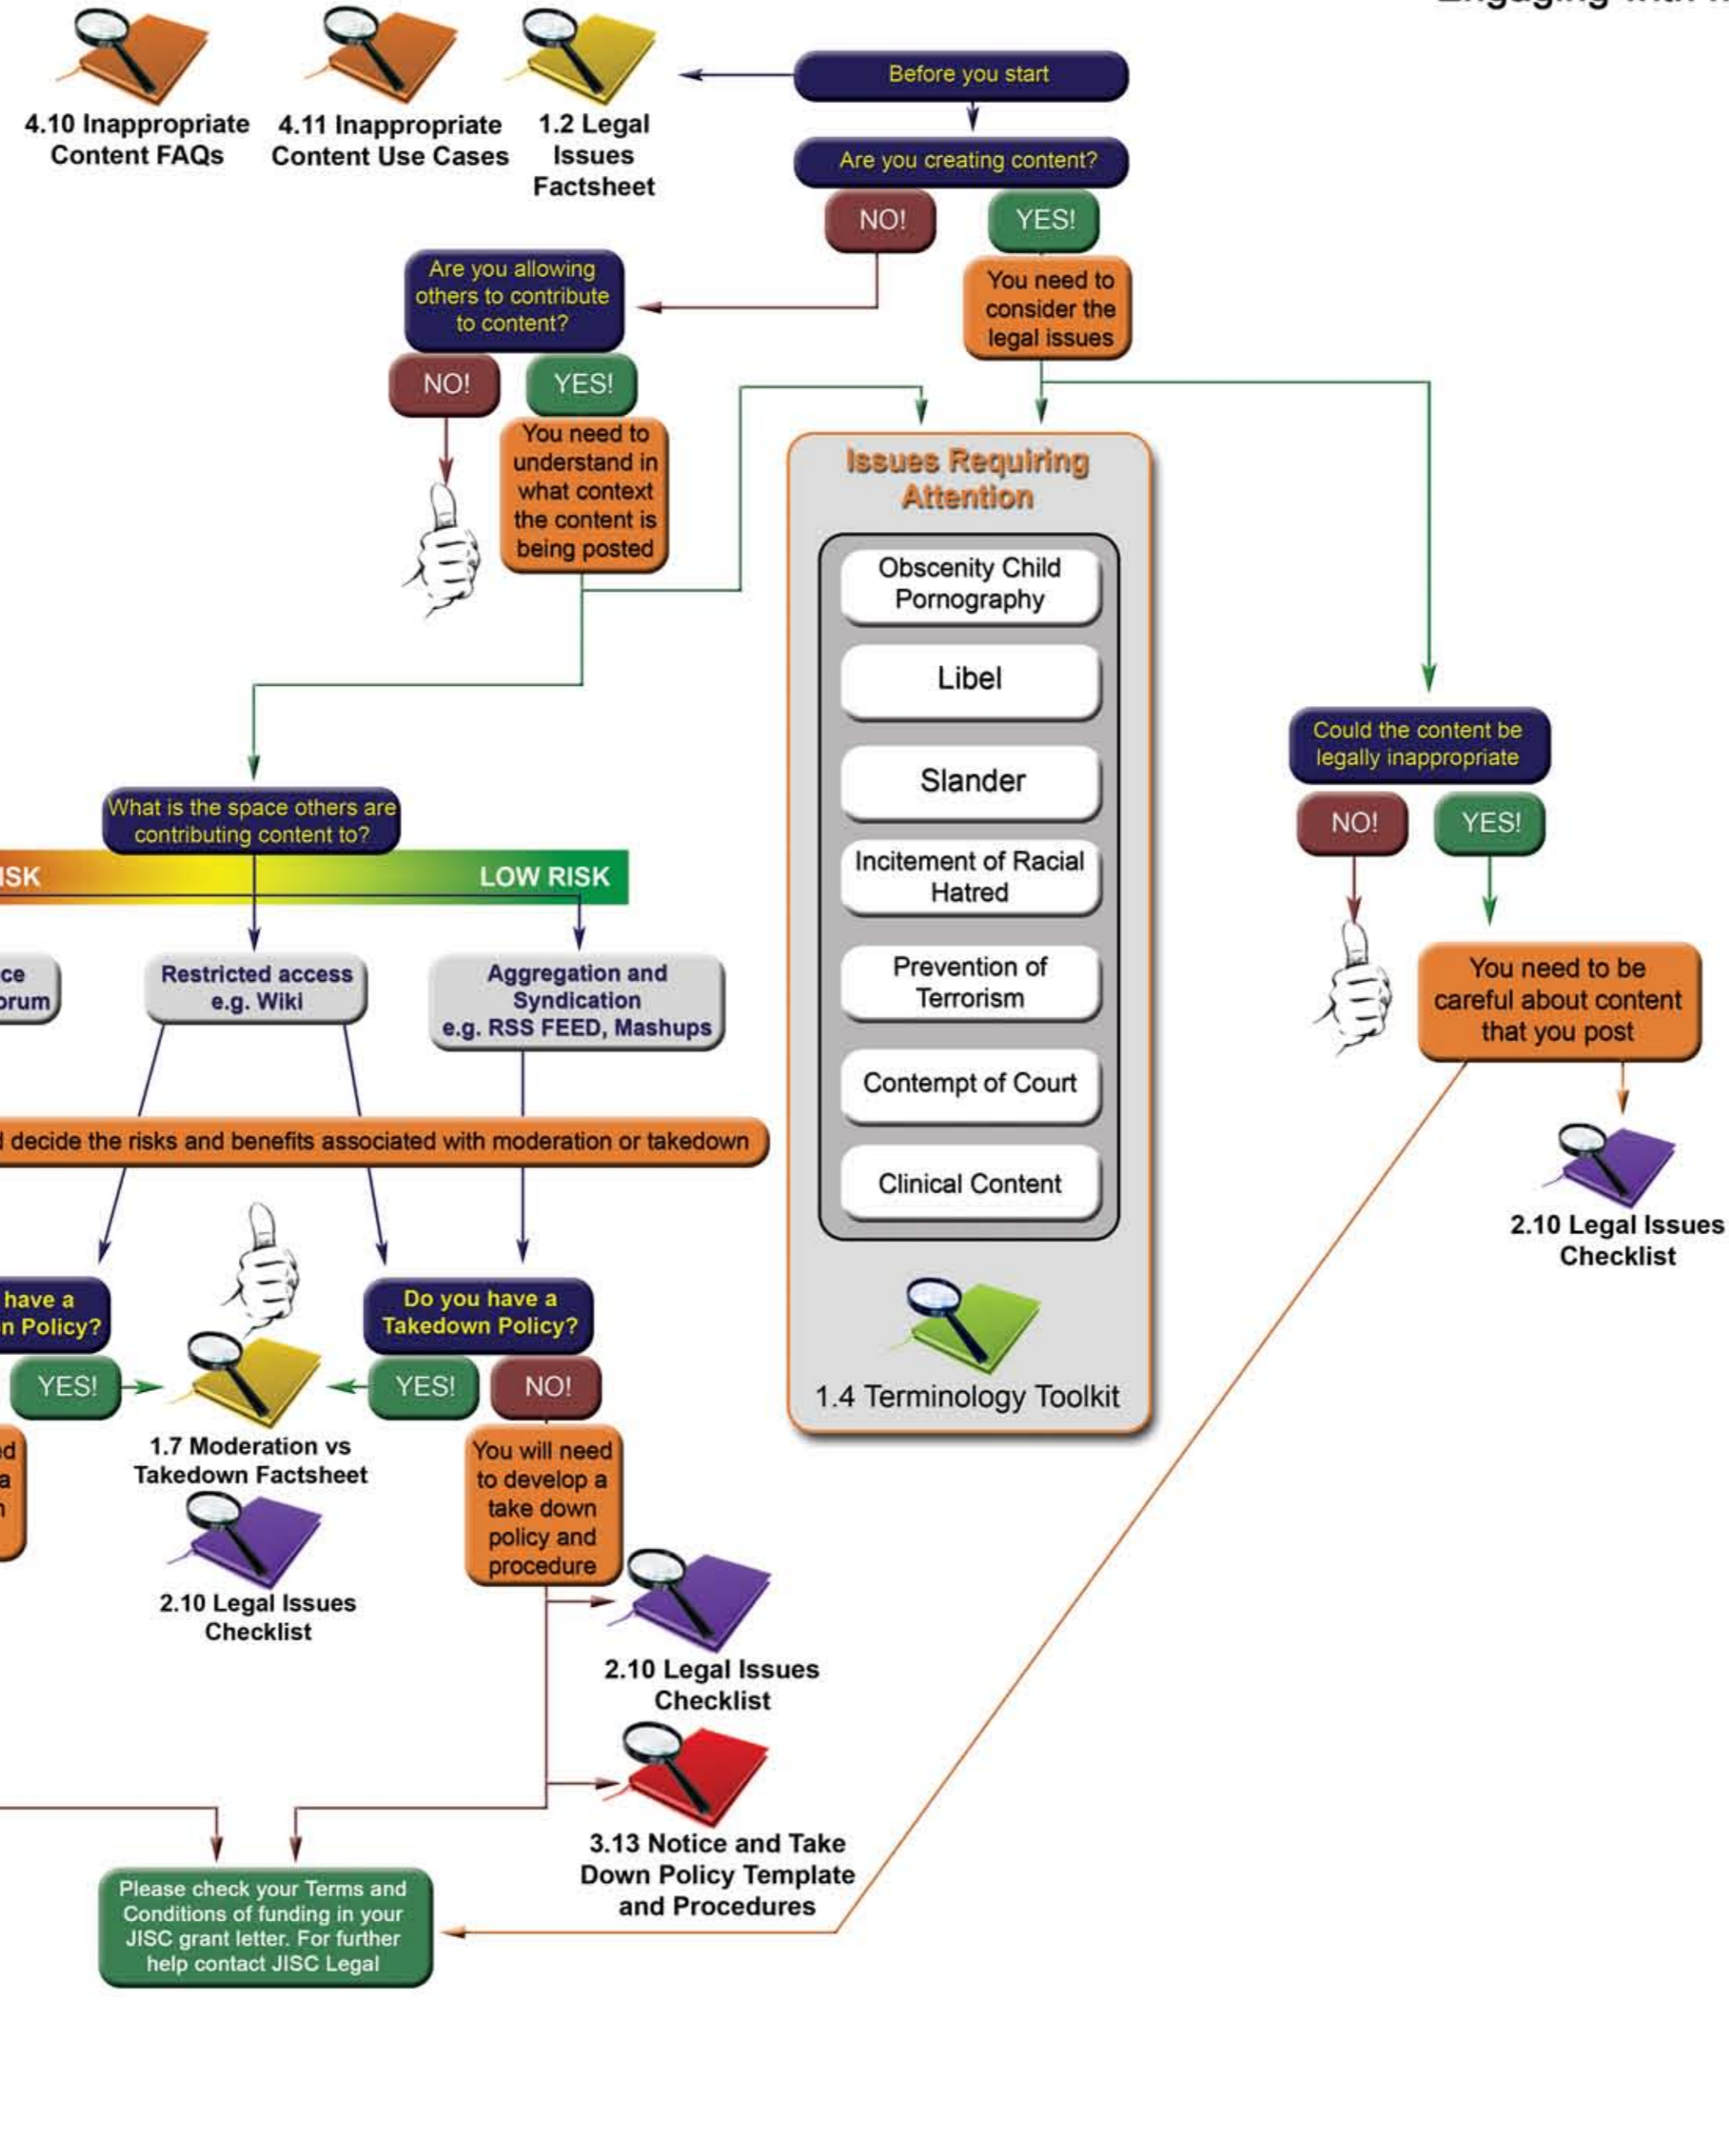 4.10 Inappropriate
Content FAQs
4.11 Inappropriate
Content Use Cases
1.2 Legal
Issues
Factsheet
Before you start
Are you creating content?
NO!
YES!
Are you allowing
others to contribute
to content?
You need to
consider the
legal issues
NO!
YES!
You need to
understand in
what context
the content is
being posted
Issues Requiring
Attention
Obscenity Child
Pornography
Libel
Slander
Incitement of Racial
Hatred
Prevention of
Terrorism
Contempt of Court
Clinical Content
1.4 Terminology Toolkit
Could the content be
legally inappropriate
NO!
YES!
You need to be
careful about content
that you post
2.10 Legal Issues
Checklist
What is the space others are
contributing content to?
LOW RISK
Restricted access
e.g. Wiki
Aggregation and
Syndication
e.g. RSS FEED, Mashups
decide the risks and benefits associated with moderation or takedown
have a
Policy?
YES!
Do you have a
Takedown Policy?
YES!
NO!
1.7 Moderation vs
Takedown Factsheet
2.10 Legal Issues
Checklist
You will need
to develop a
take down
policy and
procedure
2.10 Legal Issues
Checklist
3.13 Notice and Take
Down Policy Template
and Procedures
Please check your Terms and
Conditions of funding in your
JISC grant letter. For further
help contact JISC Legal